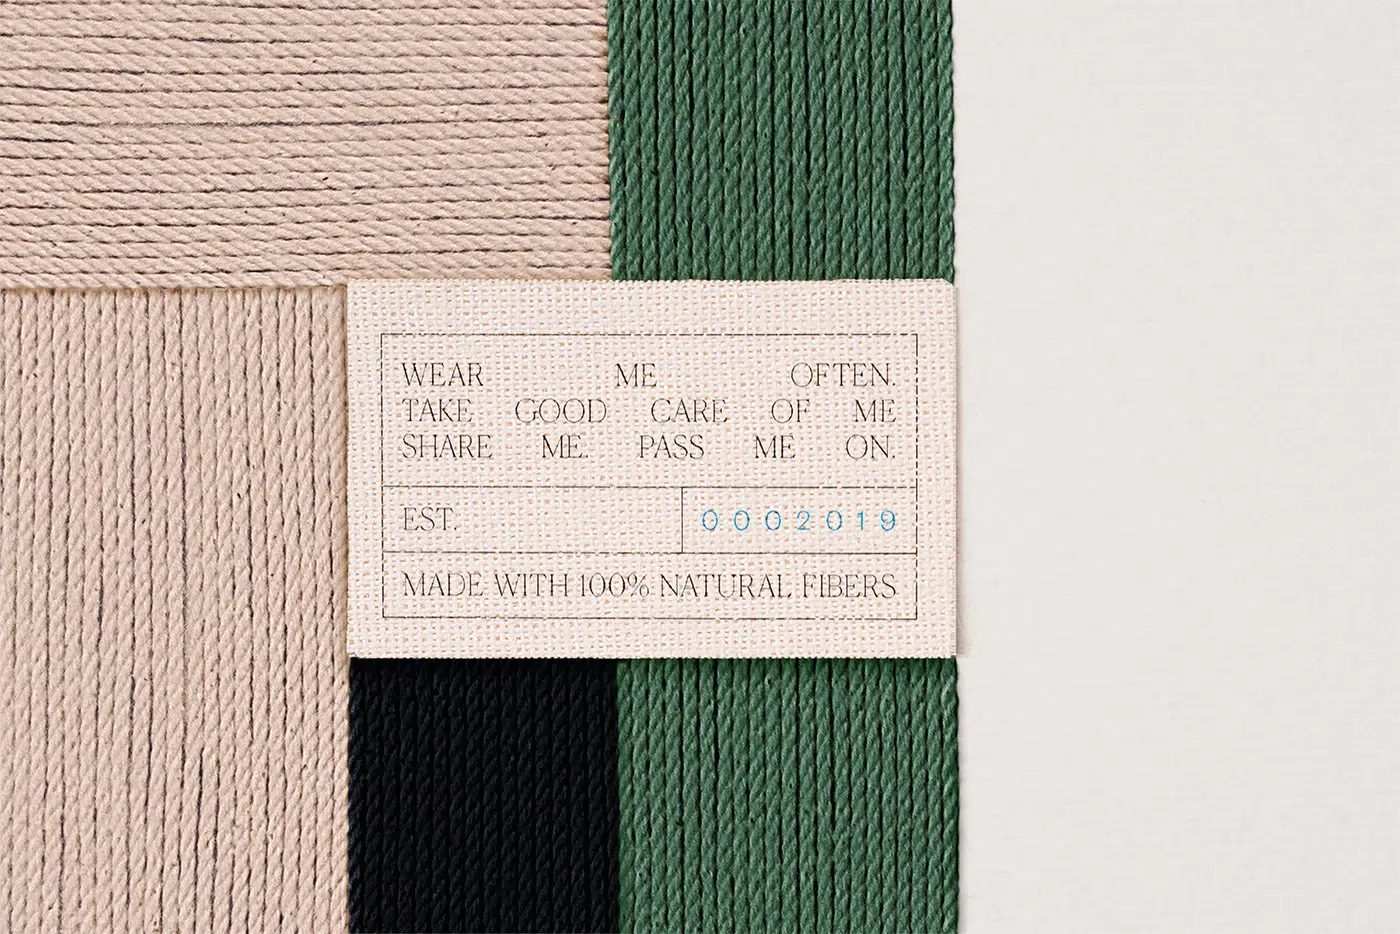 WEAR ME OFTEN.
TAKE GOOD CARE OF ME
SHARE ME. PASS ME ON.
EST. 0002019
MADE WITH 100% NATURAL FIBERS